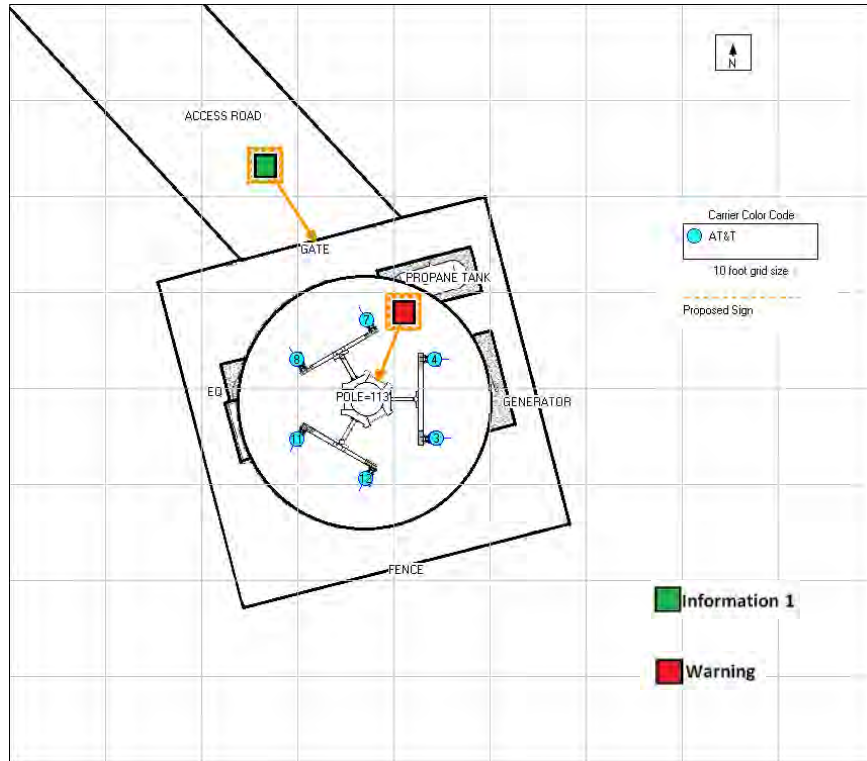 N
ACCESS ROAD
Carrier Color Code
AT&T
10 foot grid size
Proposed Sign
GATE
PROPANE TANK
7
8
4
EQ
POLE=113'
GENERATOR
11
3
12
FENCE
Information 1
Warning